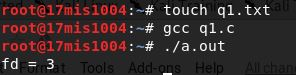 root@17mis1004:~# touch q1.txt
root@17mis1004:~# gcc q1.c
root@17mis1004:~# ./a.out
fd = 3